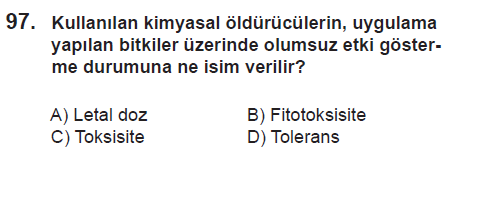 97. Kullanılan kimyasal öldürücülerin, uygulama
yapılan bitkiler üzerinde olumsuz etki göster-
me durumuna ne isim verilir?
A) Letal doz B) Fitotoksisite
C) Toksisite D) Tolerans